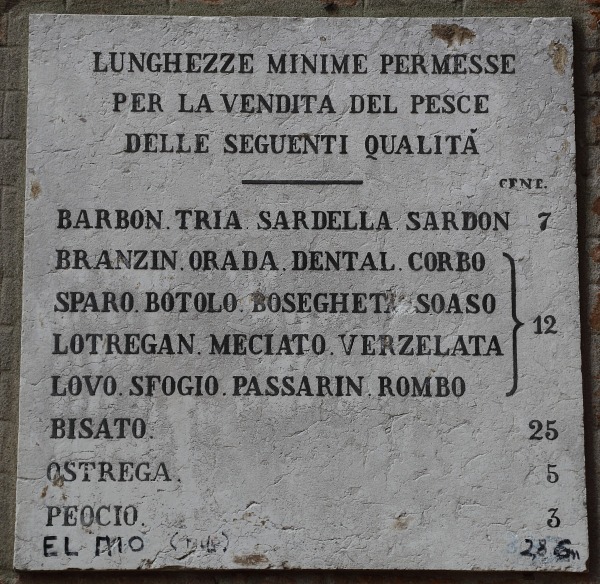 LUNGHEZZE MINIME PERMESSE
PER LA VENDITA DEL PESCE
DELLE SEGUENTI QUALITÀ
CENT.
BARBON. TRIA. SARDELLA. SARDON 7
BRANZIN. ORADA. DENTAL. CORBO
SPARO. BOTOLO. BOSEGHETA. SOASO
12
LOTREGAN. MECIATO. VERZELATA
LOVO. SFOGIO. PASSARIN. ROMBO
BISATO. 25
OSTREGA. 5
PEOCIO. 3
EL MIO 28